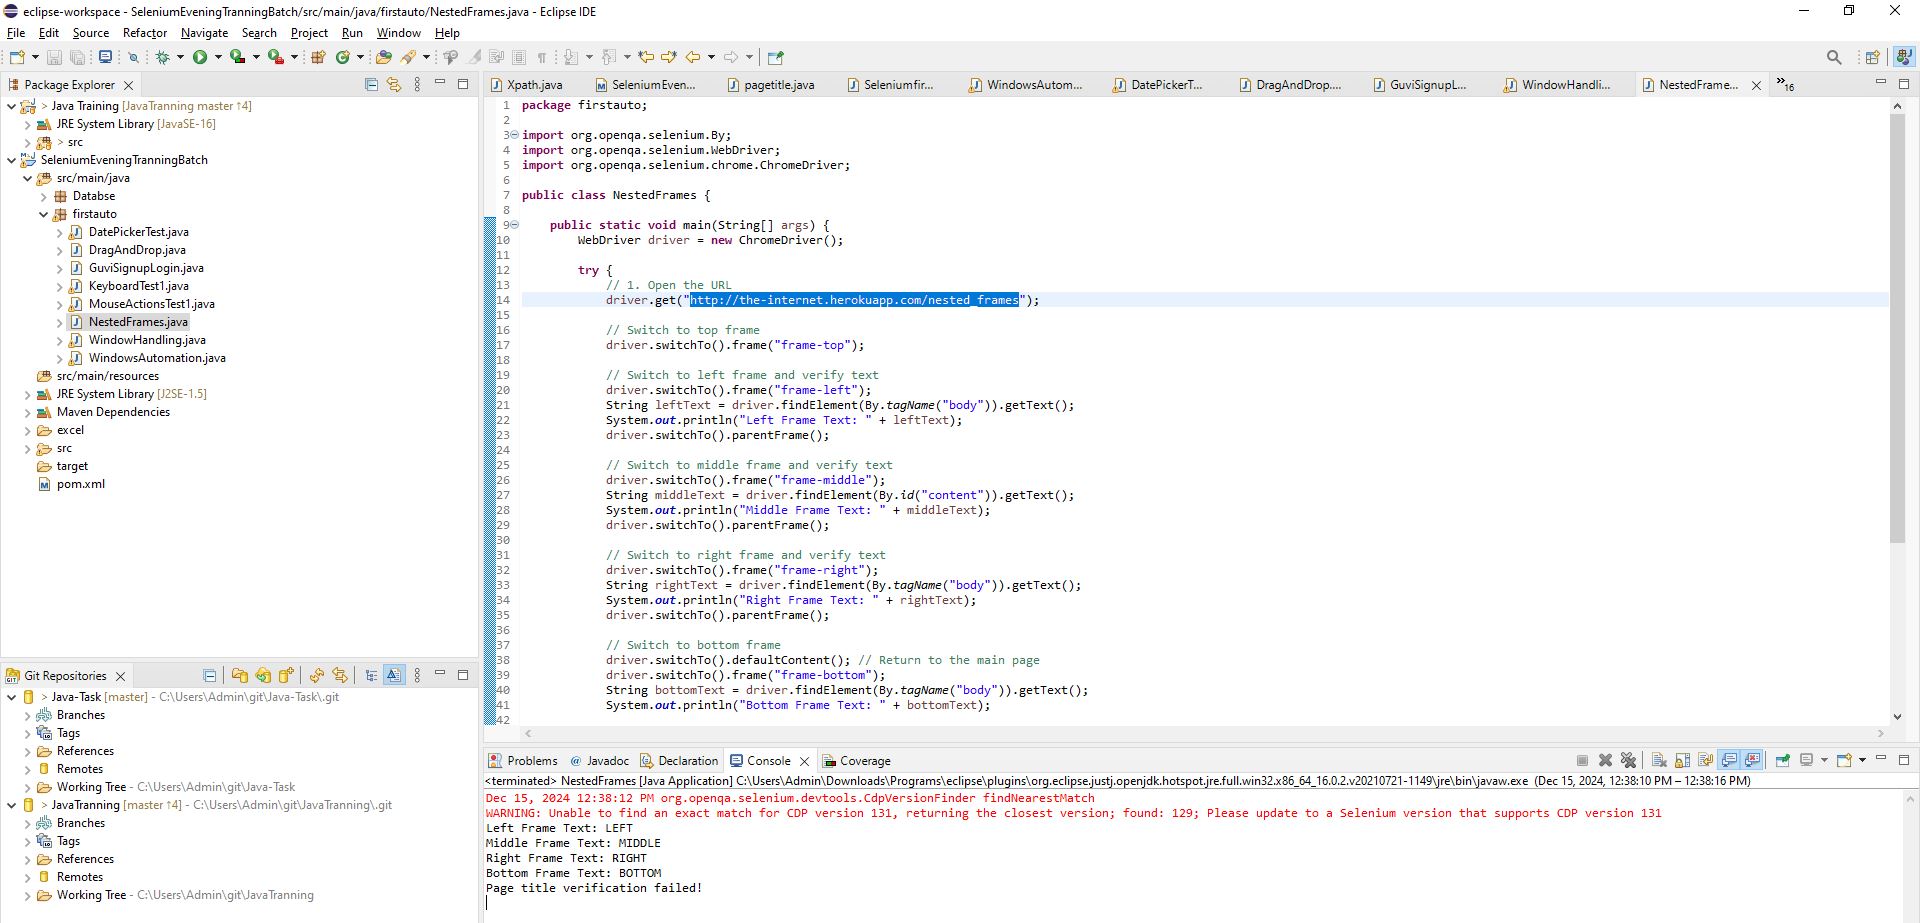 eclipse-workspace - SeleniumEveningTranningBatch/src/main/java/firstauto/NestedFrames.java - Eclipse IDE
File Edit Source Refactor Navigate Search Project Run Window Help
Package Explorer
> Java Training [JavaTranning master ↑4]
JRE System Library [JavaSE-16]
> src
SeleniumEveningTranningBatch
src/main/java
Databse
firstauto
DatePickerTest.java
DragAndDrop.java
GuviSignupLogin.java
KeyboardTest1.java
MouseActionsTest1.java
NestedFrames.java
WindowHandling.java
WindowsAutomation.java
src/main/resources
JRE System Library [J2SE-1.5]
Maven Dependencies
excel
src
target
pom.xml
Git Repositories
> Java-Task [master] - C:\Users\Admin\git\Java-Task\.git
Branches
Tags
References
Remotes
Working Tree - C:\Users\Admin\git\Java-Task
> JavaTranning [master ↑4] - C:\Users\Admin\git\JavaTranning\.git
Branches
Tags
References
Remotes
Working Tree - C:\Users\Admin\git\JavaTranning
Xpath.java SeleniumEven... pagetitle.java Seleniumfir... WindowsAutom... DatePickerT... DragAndDrop.... GuviSignupL... WindowHandli... NestedFrame... »16
1 package firstauto;
2
3 import org.openqa.selenium.By;
4 import org.openqa.selenium.WebDriver;
5 import org.openqa.selenium.chrome.ChromeDriver;
6
7 public class NestedFrames {
8
9 public static void main(String[] args) {
10 WebDriver driver = new ChromeDriver();
11
12 try {
13 // 1. Open the URL
14 driver.get("http://the-internet.herokuapp.com/nested_frames");
15
16 // Switch to top frame
17 driver.switchTo().frame("frame-top");
18
19 // Switch to left frame and verify text
20 driver.switchTo().frame("frame-left");
21 String leftText = driver.findElement(By.tagName("body")).getText();
22 System.out.println("Left Frame Text: " + leftText);
23 driver.switchTo().parentFrame();
24
25 // Switch to middle frame and verify text
26 driver.switchTo().frame("frame-middle");
27 String middleText = driver.findElement(By.id("content")).getText();
28 System.out.println("Middle Frame Text: " + middleText);
29 driver.switchTo().parentFrame();
30
31 // Switch to right frame and verify text
32 driver.switchTo().frame("frame-right");
33 String rightText = driver.findElement(By.tagName("body")).getText();
34 System.out.println("Right Frame Text: " + rightText);
35 driver.switchTo().parentFrame();
36
37 // Switch to bottom frame
38 driver.switchTo().defaultContent(); // Return to the main page
39 driver.switchTo().frame("frame-bottom");
40 String bottomText = driver.findElement(By.tagName("body")).getText();
41 System.out.println("Bottom Frame Text: " + bottomText);
42
Problems Javadoc Declaration Console Coverage
<terminated> NestedFrames [Java Application] C:\Users\Admin\Downloads\Programs\eclipse\plugins\org.eclipse.justj.openjdk.hotspot.jre.full.win32.x86_64_16.0.2.v20210721-1149\jre\bin\javaw.exe (Dec 15, 2024, 12:38:10 PM – 12:38:16 PM)
Dec 15, 2024 12:38:12 PM org.openqa.selenium.devtools.CdpVersionFinder findNearestMatch
WARNING: Unable to find an exact match for CDP version 131, returning the closest version; found: 129; Please update to a Selenium version that supports CDP version 131
Left Frame Text: LEFT
Middle Frame Text: MIDDLE
Right Frame Text: RIGHT
Bottom Frame Text: BOTTOM
Page title verification failed!